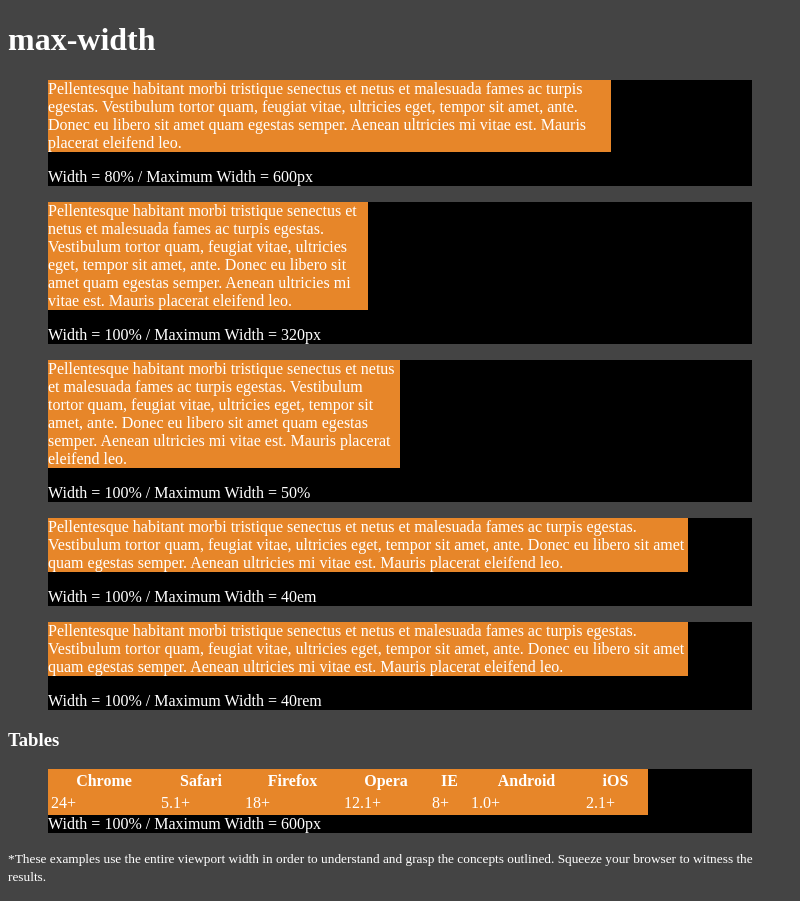 max-width
Pellentesque habitant morbi tristique senectus et netus et malesuada fames ac turpis
egestas. Vestibulum tortor quam, feugiat vitae, ultricies eget, tempor sit amet, ante.
Donec eu libero sit amet quam egestas semper. Aenean ultricies mi vitae est. Mauris
placerat eleifend leo.
Width = 80% / Maximum Width = 600px
Pellentesque habitant morbi tristique senectus et
netus et malesuada fames ac turpis egestas.
Vestibulum tortor quam, feugiat vitae, ultricies
eget, tempor sit amet, ante. Donec eu libero sit
amet quam egestas semper. Aenean ultricies mi
vitae est. Mauris placerat eleifend leo.
Width = 100% / Maximum Width = 320px
Pellentesque habitant morbi tristique senectus et netus
et malesuada fames ac turpis egestas. Vestibulum
tortor quam, feugiat vitae, ultricies eget, tempor sit
amet, ante. Donec eu libero sit amet quam egestas
semper. Aenean ultricies mi vitae est. Mauris placerat
eleifend leo.
Width = 100% / Maximum Width = 50%
Pellentesque habitant morbi tristique senectus et netus et malesuada fames ac turpis egestas.
Vestibulum tortor quam, feugiat vitae, ultricies eget, tempor sit amet, ante. Donec eu libero sit amet
quam egestas semper. Aenean ultricies mi vitae est. Mauris placerat eleifend leo.
Width = 100% / Maximum Width = 40em
Pellentesque habitant morbi tristique senectus et netus et malesuada fames ac turpis egestas.
Vestibulum tortor quam, feugiat vitae, ultricies eget, tempor sit amet, ante. Donec eu libero sit amet
quam egestas semper. Aenean ultricies mi vitae est. Mauris placerat eleifend leo.
Width = 100% / Maximum Width = 40rem
Tables
Chrome Safari Firefox Opera IE Android iOS
24+ 5.1+ 18+ 12.1+ 8+ 1.0+ 2.1+
Width = 100% / Maximum Width = 600px
*These examples use the entire viewport width in order to understand and grasp the concepts outlined. Squeeze your browser to witness the
results.